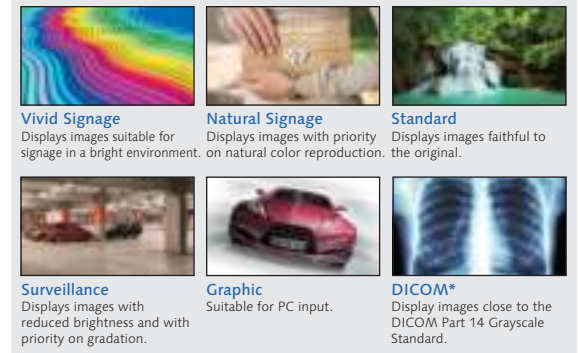 Vivid Signage
Displays images suitable for
signage in a bright environment.
Natural Signage
Displays images with priority
on natural color reproduction.
Standard
Displays images faithful to
the original.
Surveillance
Displays images with
reduced brightness and with
priority on gradation.
Graphic
Suitable for PC input.
DICOM*
Display images close to the
DICOM Part 14 Grayscale
Standard.